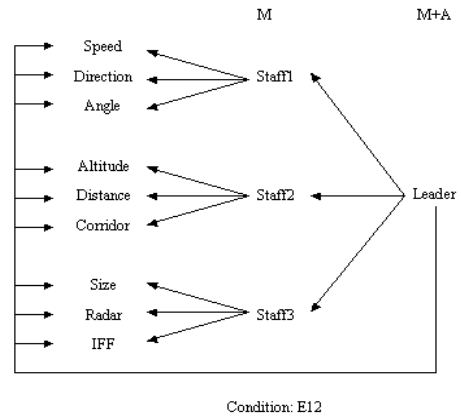 M M+A
Speed
Direction Staff1
Angle
Altitude
Distance Staff2 Leader
Corridor
Size
Radar Staff3
IFF
Condition: E12